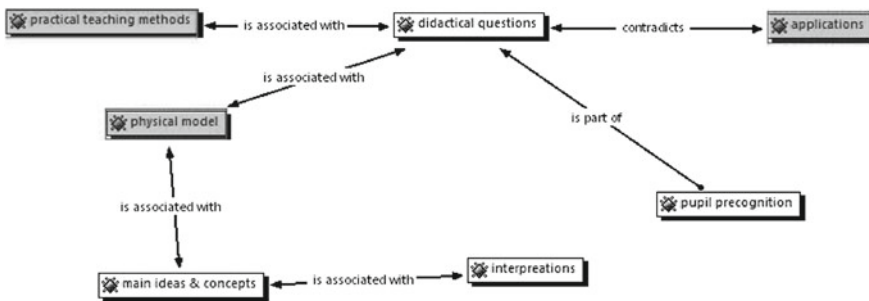 practical teaching methods
is associated with
didactical questions
contradicts
applications
is associated with
physical model
is part of
is associated with
pupil precognition
main ideas & concepts
is associated with
interpreations